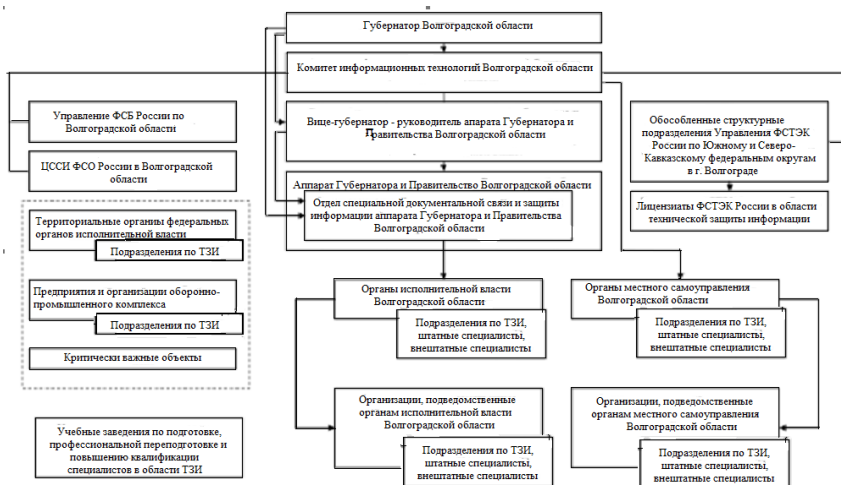 Губернатор Волгоградской области
Комитет информационных технологий Волгоградской области
Управление ФСБ России по
Волгоградской области
Вице-губернатор - руководитель апарата Губернатора и
Правительства Волгоградской области
Обособленные структурные
подразделения Управления ФСТЭК
России по Южному и Северо-
Кавказскому федеральным округам
в г. Волгограде
ЦССИ ФСО России в Волгоградской
области
Аппарат Губернатора и Правительство Волгоградской области
Отдел специальной документальной связи и защиты
информации аппарата Губернатора и Правительства
Волгоградской области
Лицензиаты ФСТЭК России в области
технической защиты информации
Территориальные органиы федеральных
органов исполнительной власти
Подразделения по ТЗИ
Предприятия и организации оборонно-
промышленного комплекса
Подразделения по ТЗИ
Критически важные объекты
Органы исполнительной власти
Волгоградской области
Подразделения по ТЗИ,
штатные специалисты,
внештатные специалисты
Органы местного самоуправления
Волгоградской области
Подразделения по ТЗИ,
штатные специалисты,
внештатные специалисты
Учебные заведения по подготовке,
профессиональной переподготовке и
повышению квалификации
специалистов в области ТЗИ
Организации, подведомственные
органам исполнительной власти
Волгоградской области
Подразделения по ТЗИ,
штатные специалисты,
внештатные специалисты
Организации, подведомственные
органам местного самоуправления
Волгоградской области
Подразделения по ТЗИ,
штатные специалисты,
внештатные специалисты